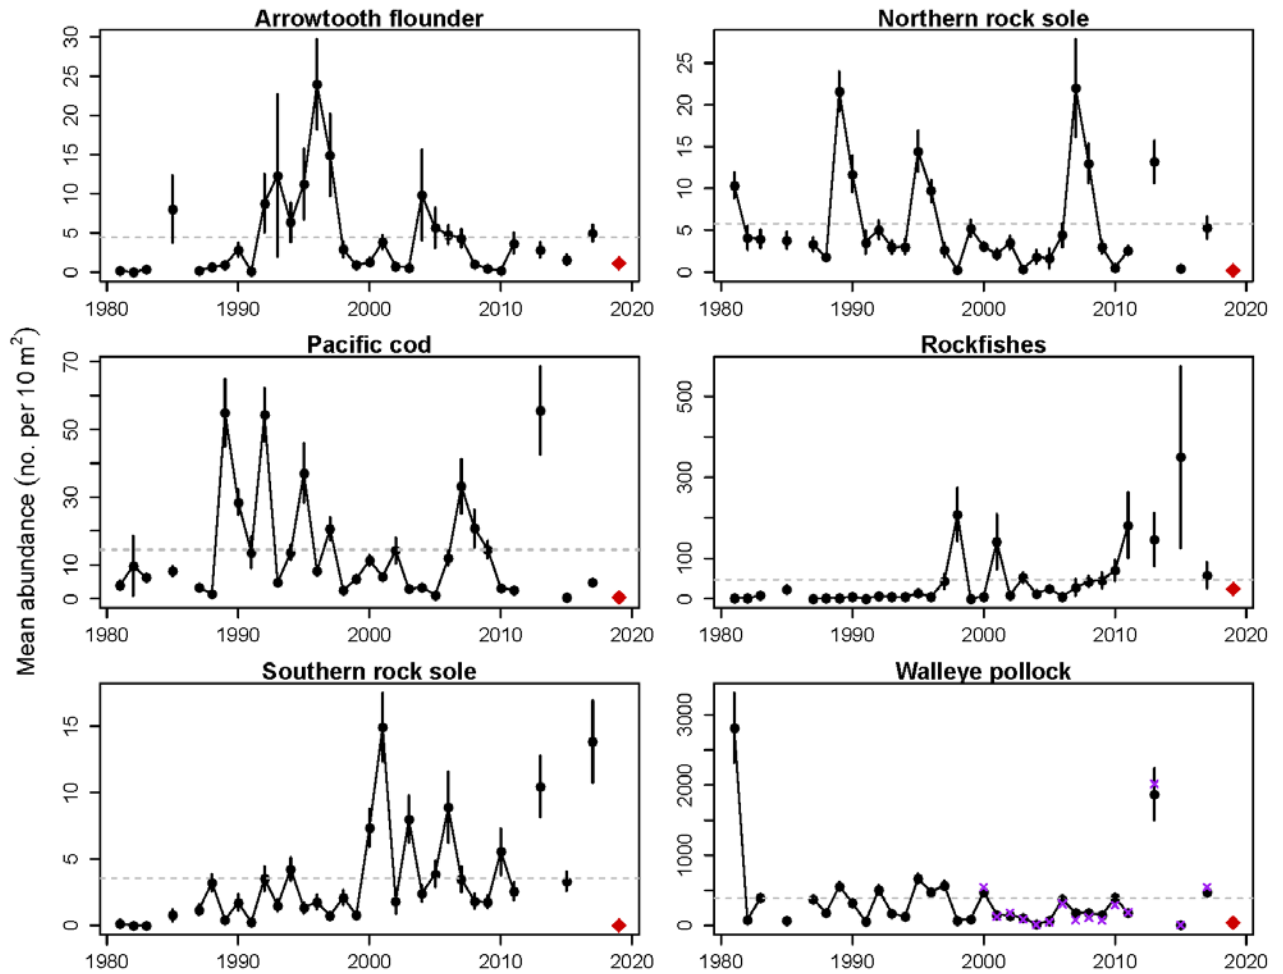 Arrowtooth flounder
Northern rock sole
30
25
20
15
10
5
0
1980 1990 2000 2010 2020
25
20
15
10
5
0
1980 1990 2000 2010 2020
Mean abundance (no. per 10 m²)
Pacific cod
Rockfishes
70
50
30
10
0
1980 1990 2000 2010 2020
500
300
100
0
1980 1990 2000 2010 2020
Southern rock sole
Walleye pollock
15
10
5
0
1980 1990 2000 2010 2020
3000
2000
1000
0
1980 1990 2000 2010 2020